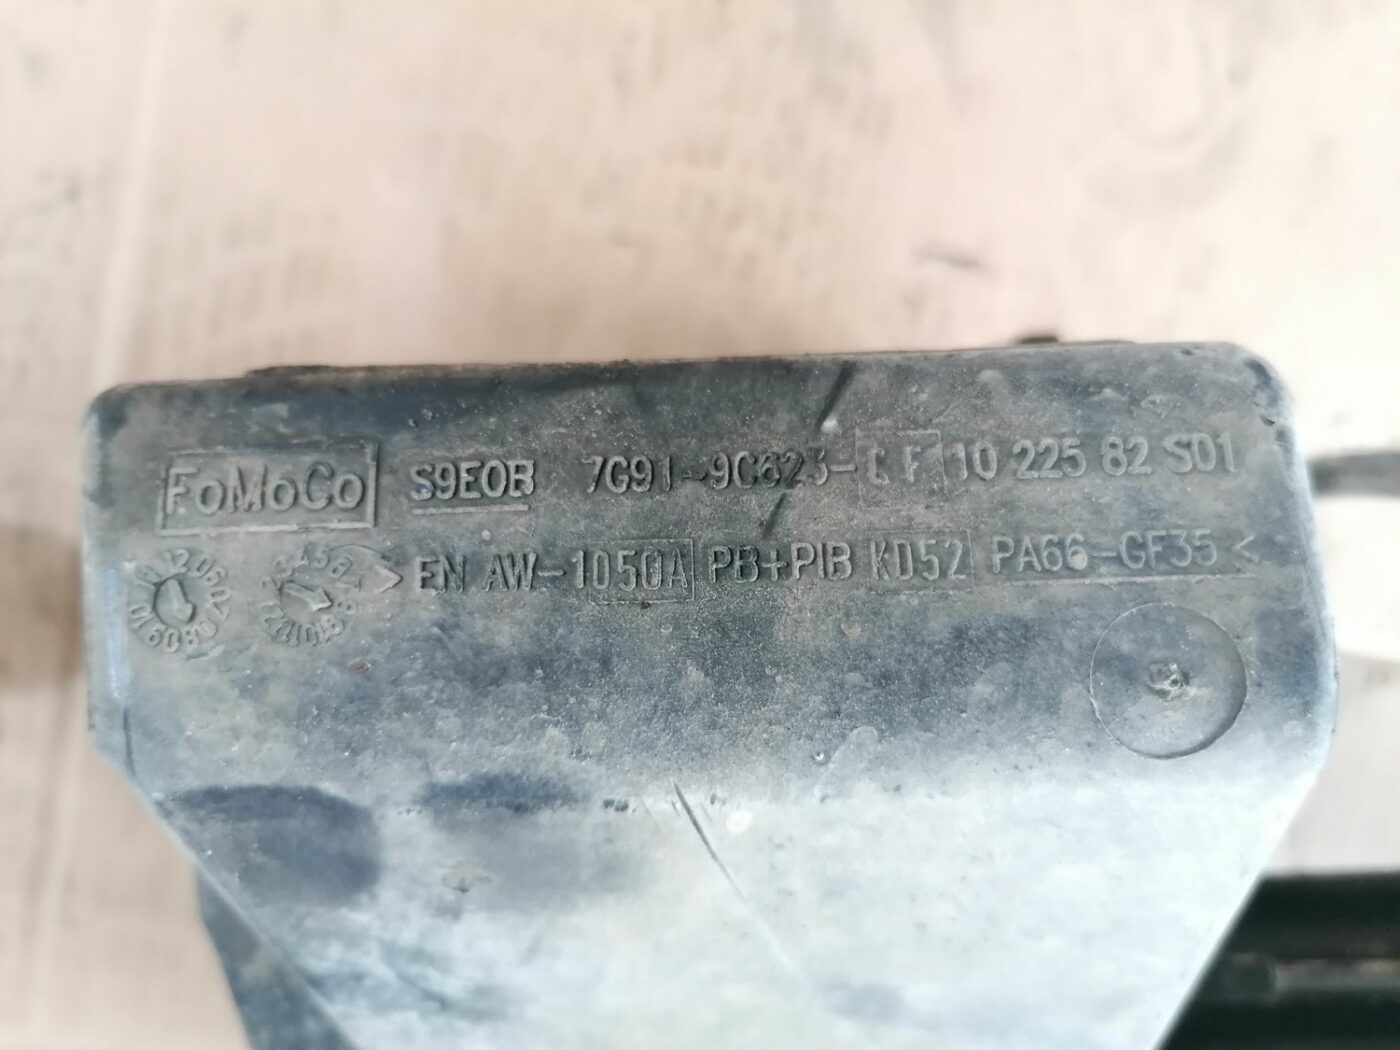 FoMoCo S9E0B 7G91-9C623-CF 10 225 82 S01
> EN AW-1050A PB+PIB KD52 PA66-GF35 <